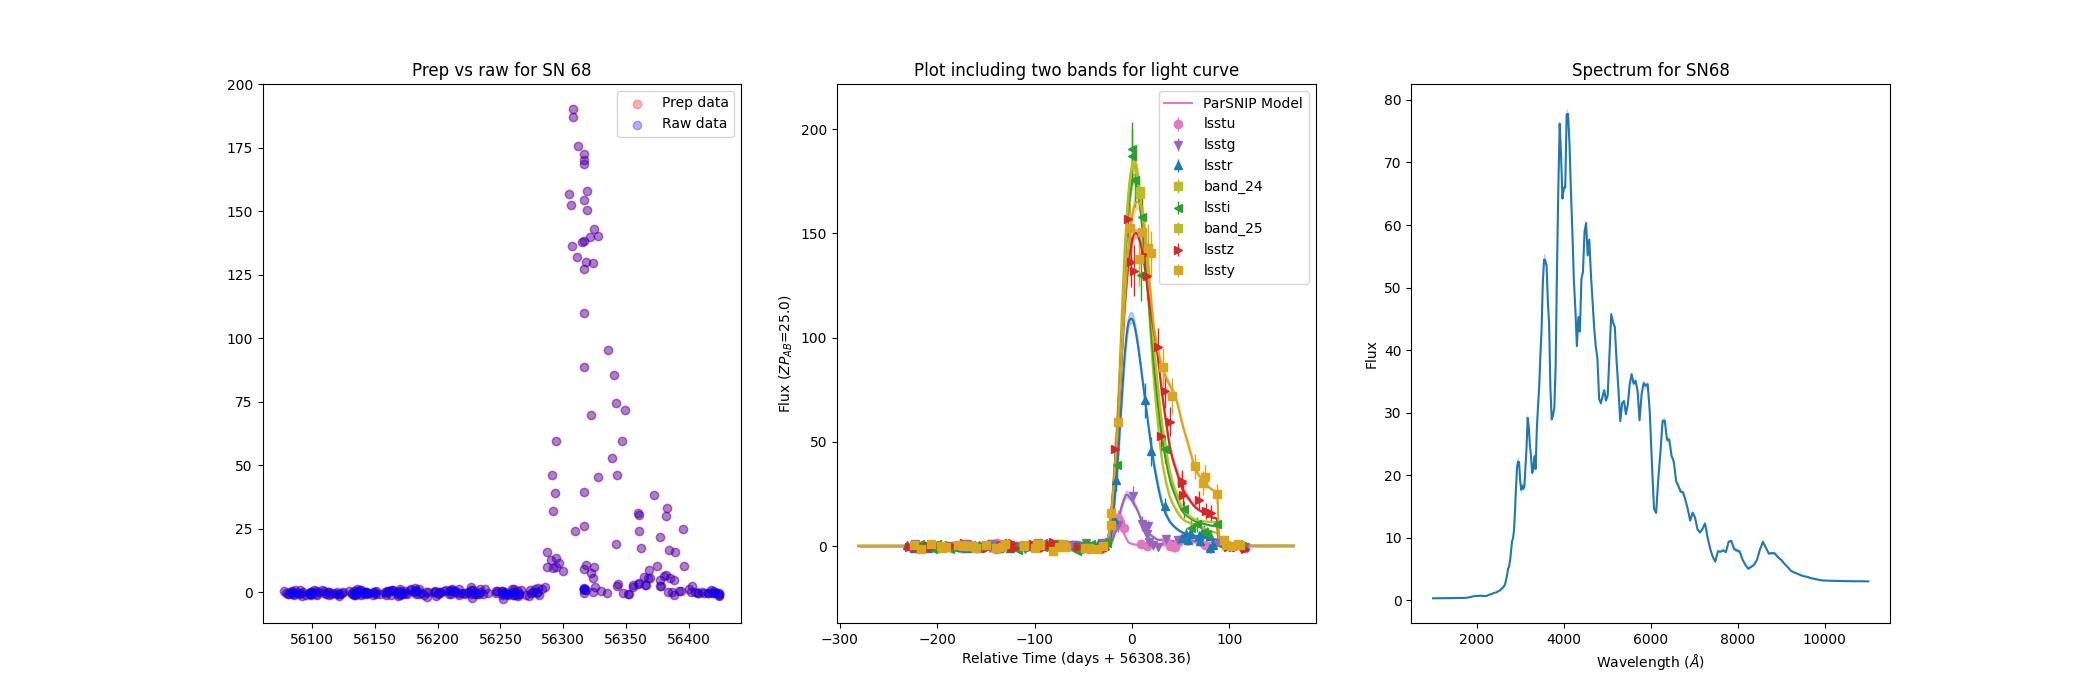 Prep vs raw for SN 68
200
175
150
125
100
75
50
25
0
56100
56150
56200
56250
56300
56350
56400
Prep data
Raw data
Plot including two bands for light curve
Flux (ZP_AB=25.0)
200
150
100
50
0
−300
−200
−100
0
100
Relative Time (days + 56308.36)
ParSNIP Model
lsstu
lsstg
lsstr
band_24
lssti
band_25
lsstz
lssty
Spectrum for SN68
Flux
80
70
60
50
40
30
20
10
0
2000
4000
6000
8000
10000
Wavelength (Å)